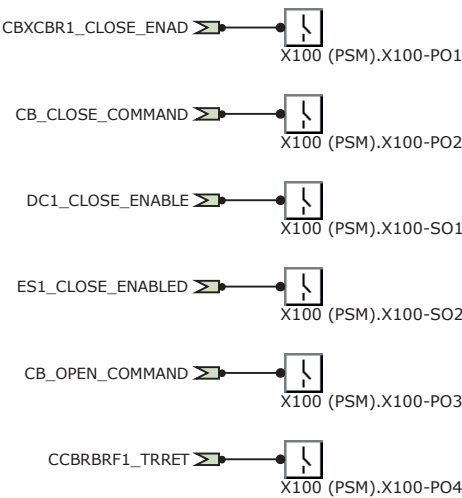 CBXCBR1_CLOSE_ENAD
X100 (PSM).X100-PO1
CB_CLOSE_COMMAND
X100 (PSM).X100-PO2
DC1_CLOSE_ENABLE
X100 (PSM).X100-SO1
ES1_CLOSE_ENABLED
X100 (PSM).X100-SO2
CB_OPEN_COMMAND
X100 (PSM).X100-PO3
CCBRBRF1_TRRET
X100 (PSM).X100-PO4